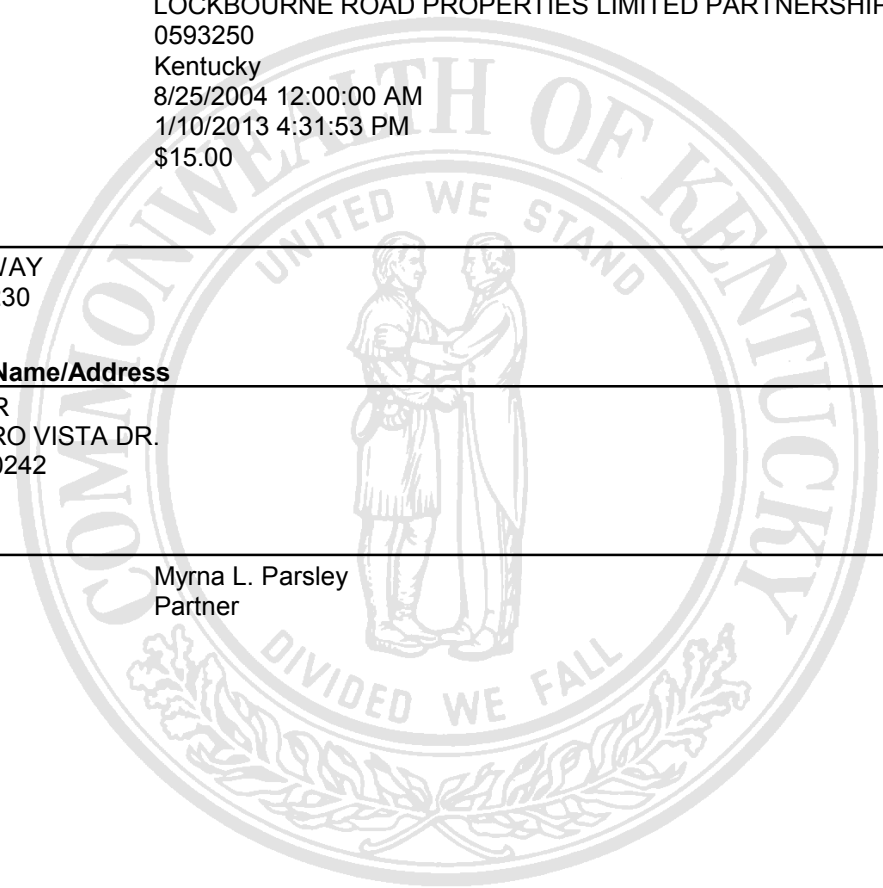 LOCKBOURNE ROAD PROPERTIES LIMITED PARTNERSHIP
0593250
Kentucky
8/25/2004 12:00:00 AM
1/10/2013 4:31:53 PM
$15.00
WAY
30
Name/Address
R
RO VISTA DR.
0242
Myrna L. Parsley
Partner
COMMONWEALTH OF KENTUCKY
UNITED WE STAND
DIVIDED WE FALL